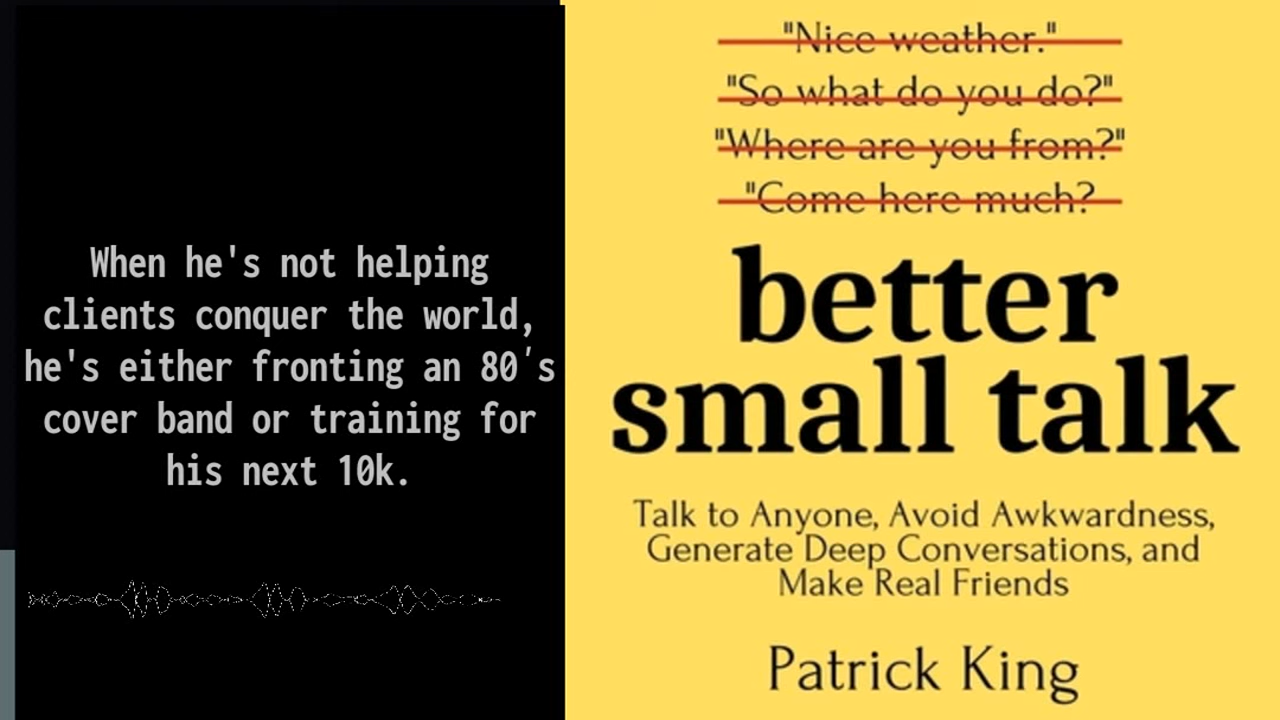 When he's not helping
clients conquer the world,
he's either fronting an 80′s
cover band or training for
his next 10k.
"Nice weather."
"So what do you do?"
"Where are you from?"
"Come here much?
better
small talk
Talk to Anyone, Avoid Awkwardness,
Generate Deep Conversations, and
Make Real Friends
Patrick King